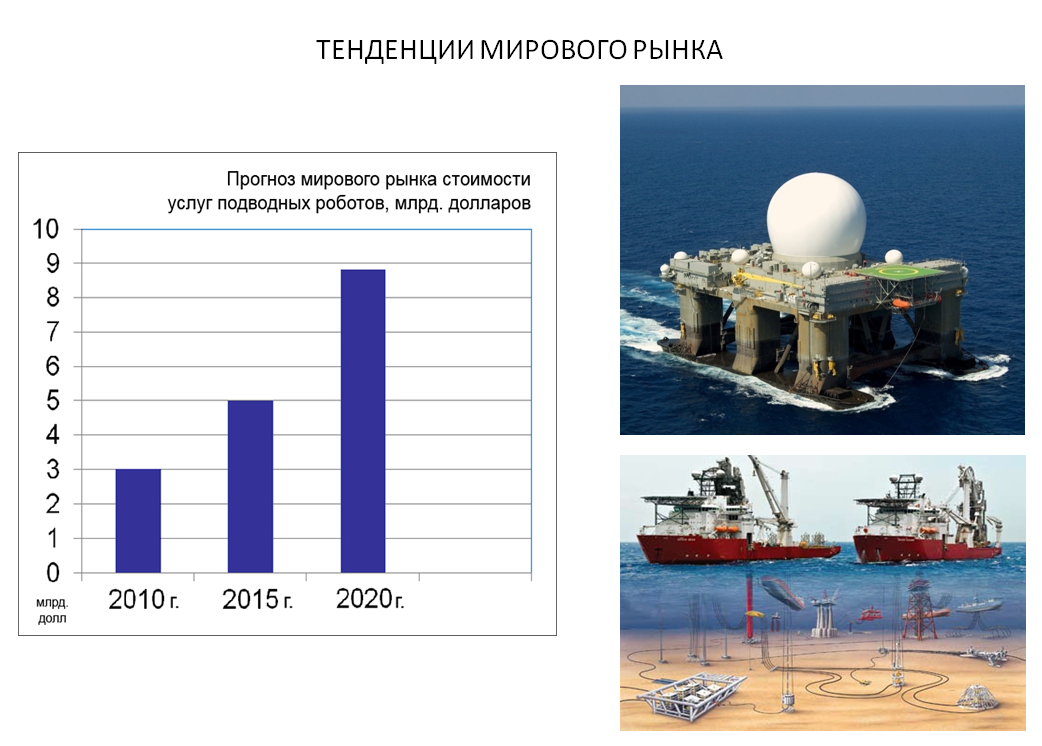 ТЕНДЕНЦИИ МИРОВОГО РЫНКА
Прогноз мирового рынка стоимости
услуг подводных роботов, млрд. долларов
10
9
8
7
6
5
4
3
2
1
0
млрд.
долл
2010 г.
2015 г.
2020 г.